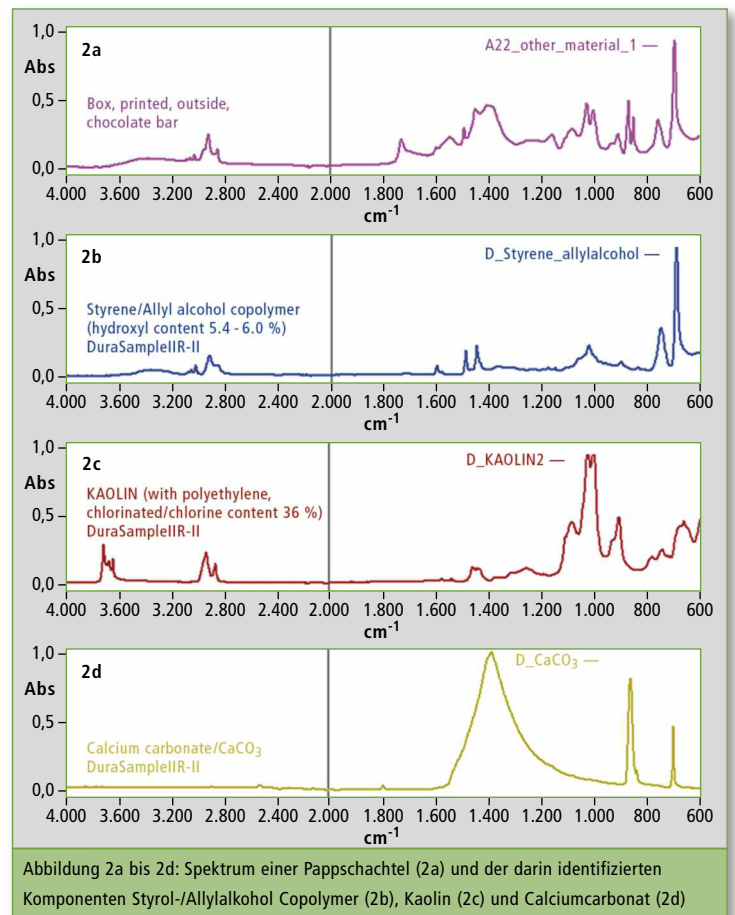 1,0
Abs
0,5
0,0
2a
A22_other_material_1
Box, printed, outside,
chocolate bar
4.000 3.600 3.200 2.800 2.400 2.000 1.800 1.600 1.400 1.200 1.000 800 600
cm-1
1,0
Abs
0,5
0,0
2b
D_Styrene_allylalcohol
Styrene/Allyl alcohol copolymer
(hydroxyl content 5.4 - 6.0 %)
DuraSampleIIR-II
4.000 3.600 3.200 2.800 2.400 2.000 1.800 1.600 1.400 1.200 1.000 800 600
cm-1
1,0
Abs
0,5
0,0
2c
D_KAOLIN2
KAOLIN (with polyethylene,
chlorinated/chlorine content 36 %)
DuraSampleIIR-II
4.000 3.600 3.200 2.800 2.400 2.000 1.800 1.600 1.400 1.200 1.000 800 600
cm-1
1,0
Abs
0,5
0,0
2d
D_CaCO3
Calcium carbonate/CaCO3
DuraSampleIIR-II
4.000 3.600 3.200 2.800 2.400 2.000 1.800 1.600 1.400 1.200 1.000 800 600
cm-1
Abbildung 2a bis 2d: Spektrum einer Pappschachtel (2a) und der darin identifizierten
Komponenten Styrol-/Allylalkohol Copolymer (2b), Kaolin (2c) und Calciumcarbonat (2d)